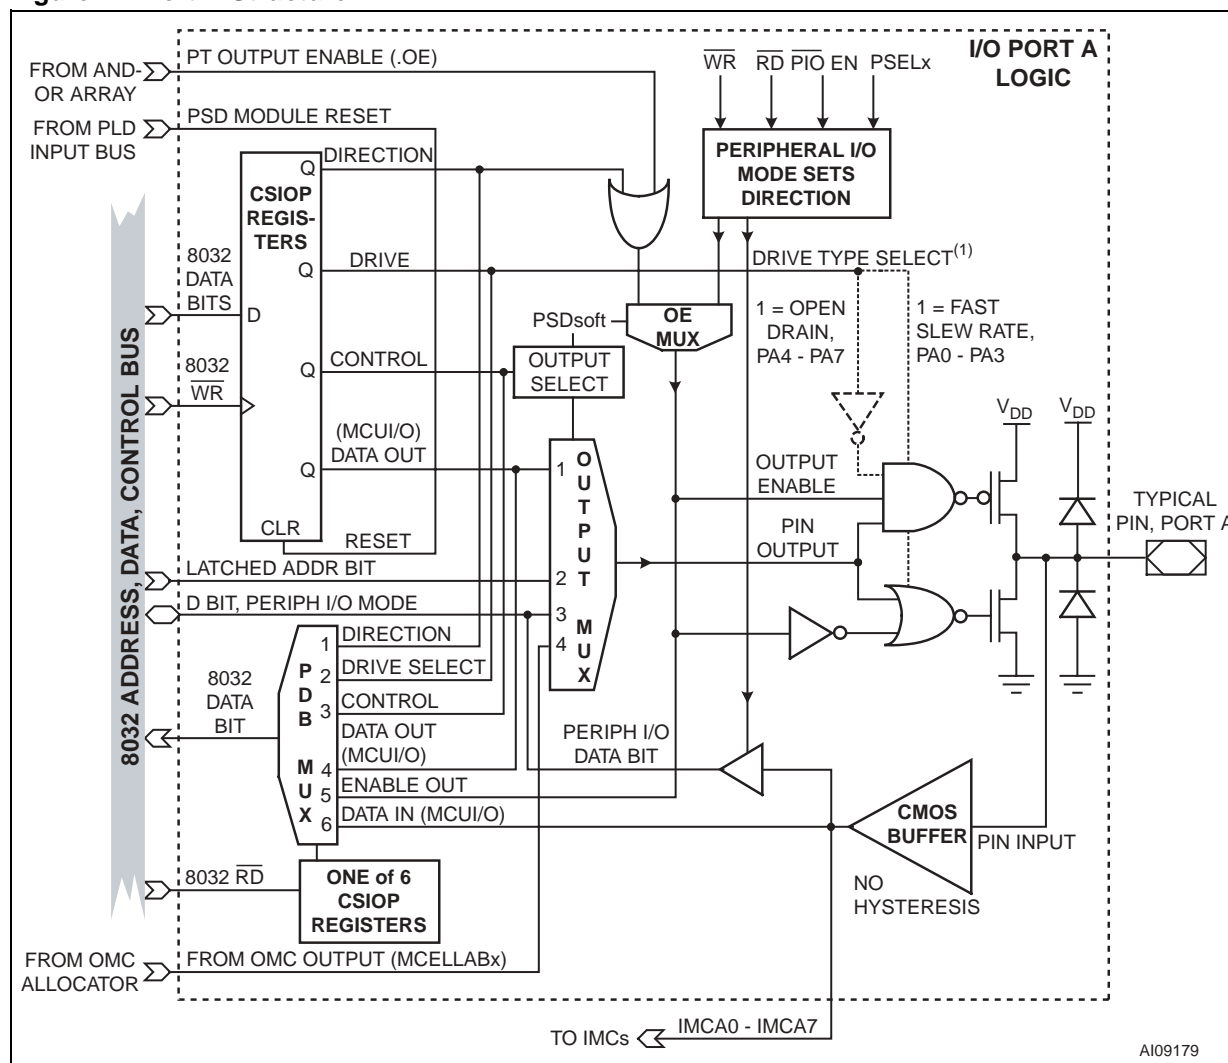 I/O PORT A
LOGIC
FROM AND-
OR ARRAY
PT OUTPUT ENABLE (.OE)
WR RD PIO EN PSELx
FROM PLD
INPUT BUS
PSD MODULE RESET
PERIPHERAL I/O
MODE SETS
DIRECTION
Q
DIRECTION
CSIOP
REGIS-
TERS
8032
DATA
BITS
Q
DRIVE
DRIVE TYPE SELECT(1)
D
1 = OPEN
DRAIN,
PA4 - PA7
1 = FAST
SLEW RATE,
PA0 - PA3
PSDsoft
OE
MUX
OUTPUT
SELECT
8032
WR
Q
CONTROL
VDD
VDD
(MCUI/O)
DATA OUT
Q
1
OUTPUT MUX
OUTPUT
ENABLE
TYPICAL
PIN, PORT A
PIN
OUTPUT
CLR
RESET
8032 ADDRESS, DATA, CONTROL BUS
LATCHED ADDR BIT
2
D BIT, PERIPH I/O MODE
3
4
PDB MUX
1
DIRECTION
2
DRIVE SELECT
3
CONTROL
8032
DATA
BIT
DATA OUT
(MCUI/O)
4
5
ENABLE OUT
6
DATA IN (MCUI/O)
PERIPH I/O
DATA BIT
CMOS
BUFFER
PIN INPUT
NO
HYSTERESIS
8032 RD
ONE of 6
CSIOP
REGISTERS
FROM OMC
ALLOCATOR
FROM OMC OUTPUT (MCELLABx)
TO IMCs
IMCA0 - IMCA7
AI09179